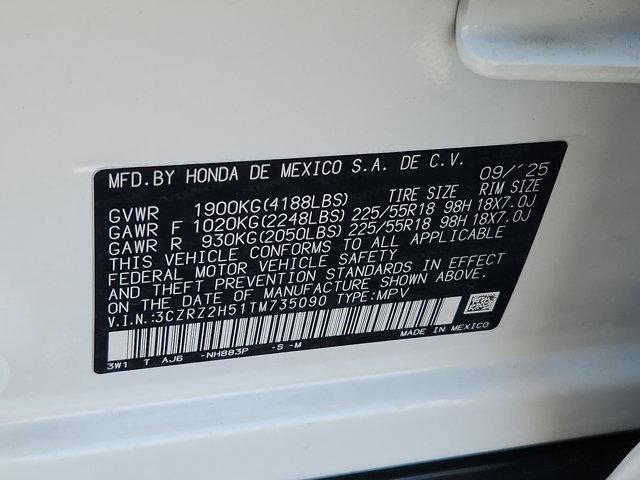 MFD.BY HONDA DE MEXICO S.A. DE C.V. 09/´25
GVWR 1900KG(4188LBS) TIRE SIZE RIM SIZE
GAWR F 1020KG(2248LBS) 225/55R18 98H 18X7.0J
GAWR R 930KG(2050LBS) 225/55R18 98H 18X7.0J
THIS VEHICLE CONFORMS TO ALL APPLICABLE
FEDERAL MOTOR VEHICLE SAFETY
AND THEFT PREVENTION STANDARDS IN EFFECT
ON THE DATE OF MANUFACTURE SHOWN ABOVE.
V.I.N.:3CZRZ2H51TM735090 TYPE:MPV
MADE IN MEXICO
3W1 T AJ6 -NH883P -S -M